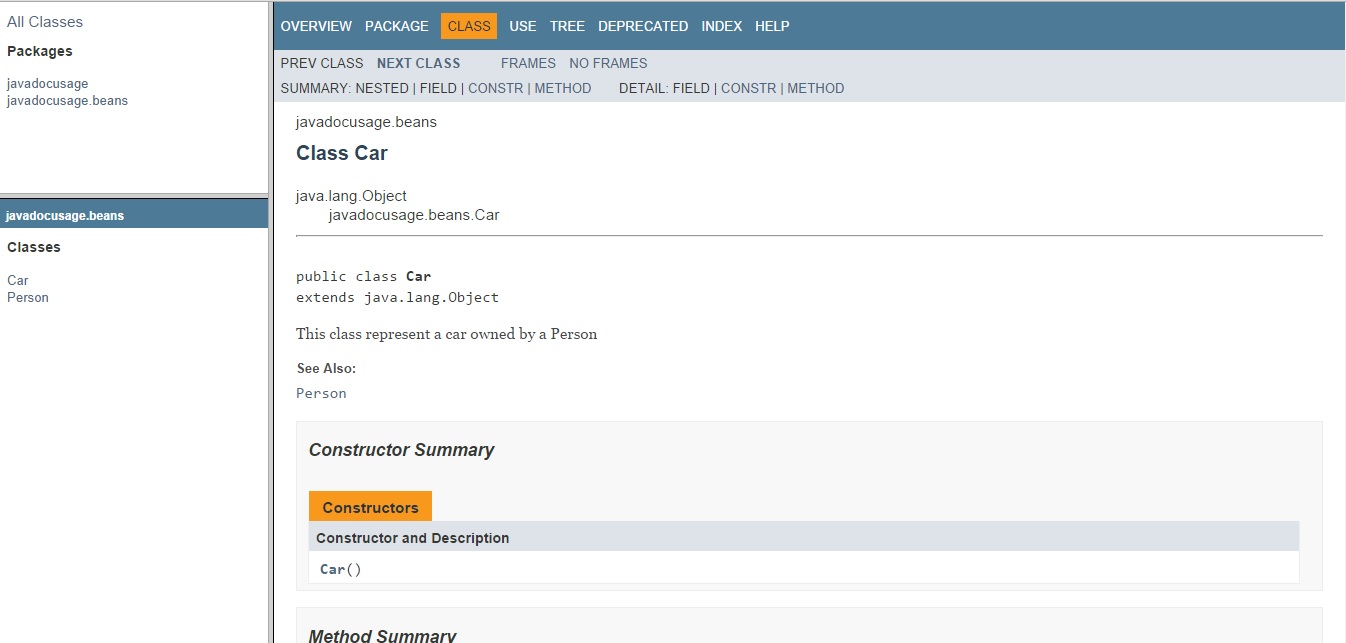 All Classes
Packages
javadocusage
javadocusage.beans
javadocusage.beans
Classes
Car
Person
OVERVIEW PACKAGE CLASS USE TREE DEPRECATED INDEX HELP
PREV CLASS NEXT CLASS FRAMES NO FRAMES
SUMMARY: NESTED | FIELD | CONSTR | METHOD DETAIL: FIELD | CONSTR | METHOD
javadocusage.beans
Class Car
java.lang.Object
javadocusage.beans.Car
public class Car
extends java.lang.Object
This class represent a car owned by a Person
See Also:
Person
Constructor Summary
Constructors
Constructor and Description
Car()
Method Summary